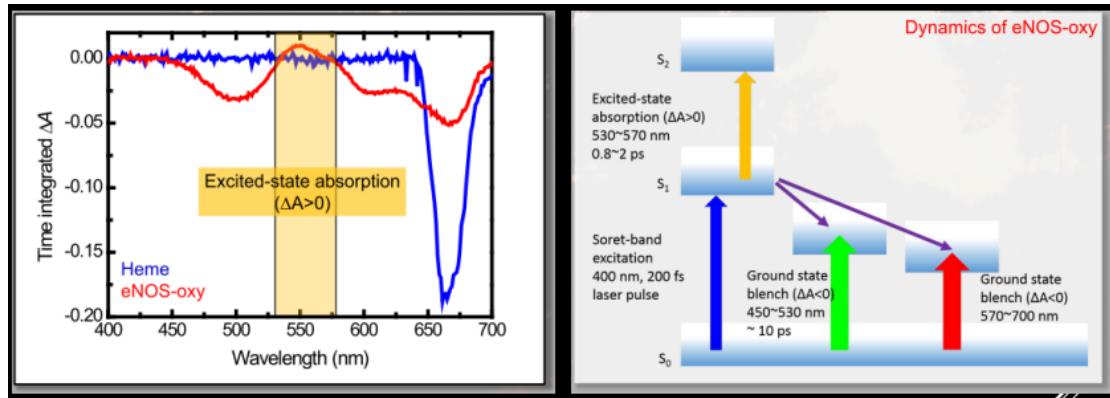 0.00
-0.05
-0.10
-0.15
-0.20
Time integrated ΔA
Excited-state absorption
(ΔA>0)
Heme
eNOS-oxy
400 450 500 550 600 650 700
Wavelength (nm)
Dynamics of eNOS-oxy
S₂
Excited-state
absorption (ΔA>0)
530~570 nm
0.8~2 ps
S₁
Soret-band
excitation
400 nm, 200 fs
laser pulse
Ground state
blench (ΔA<0)
450~530 nm
~ 10 ps
Ground state
blench (ΔA<0)
570~700 nm
S₀